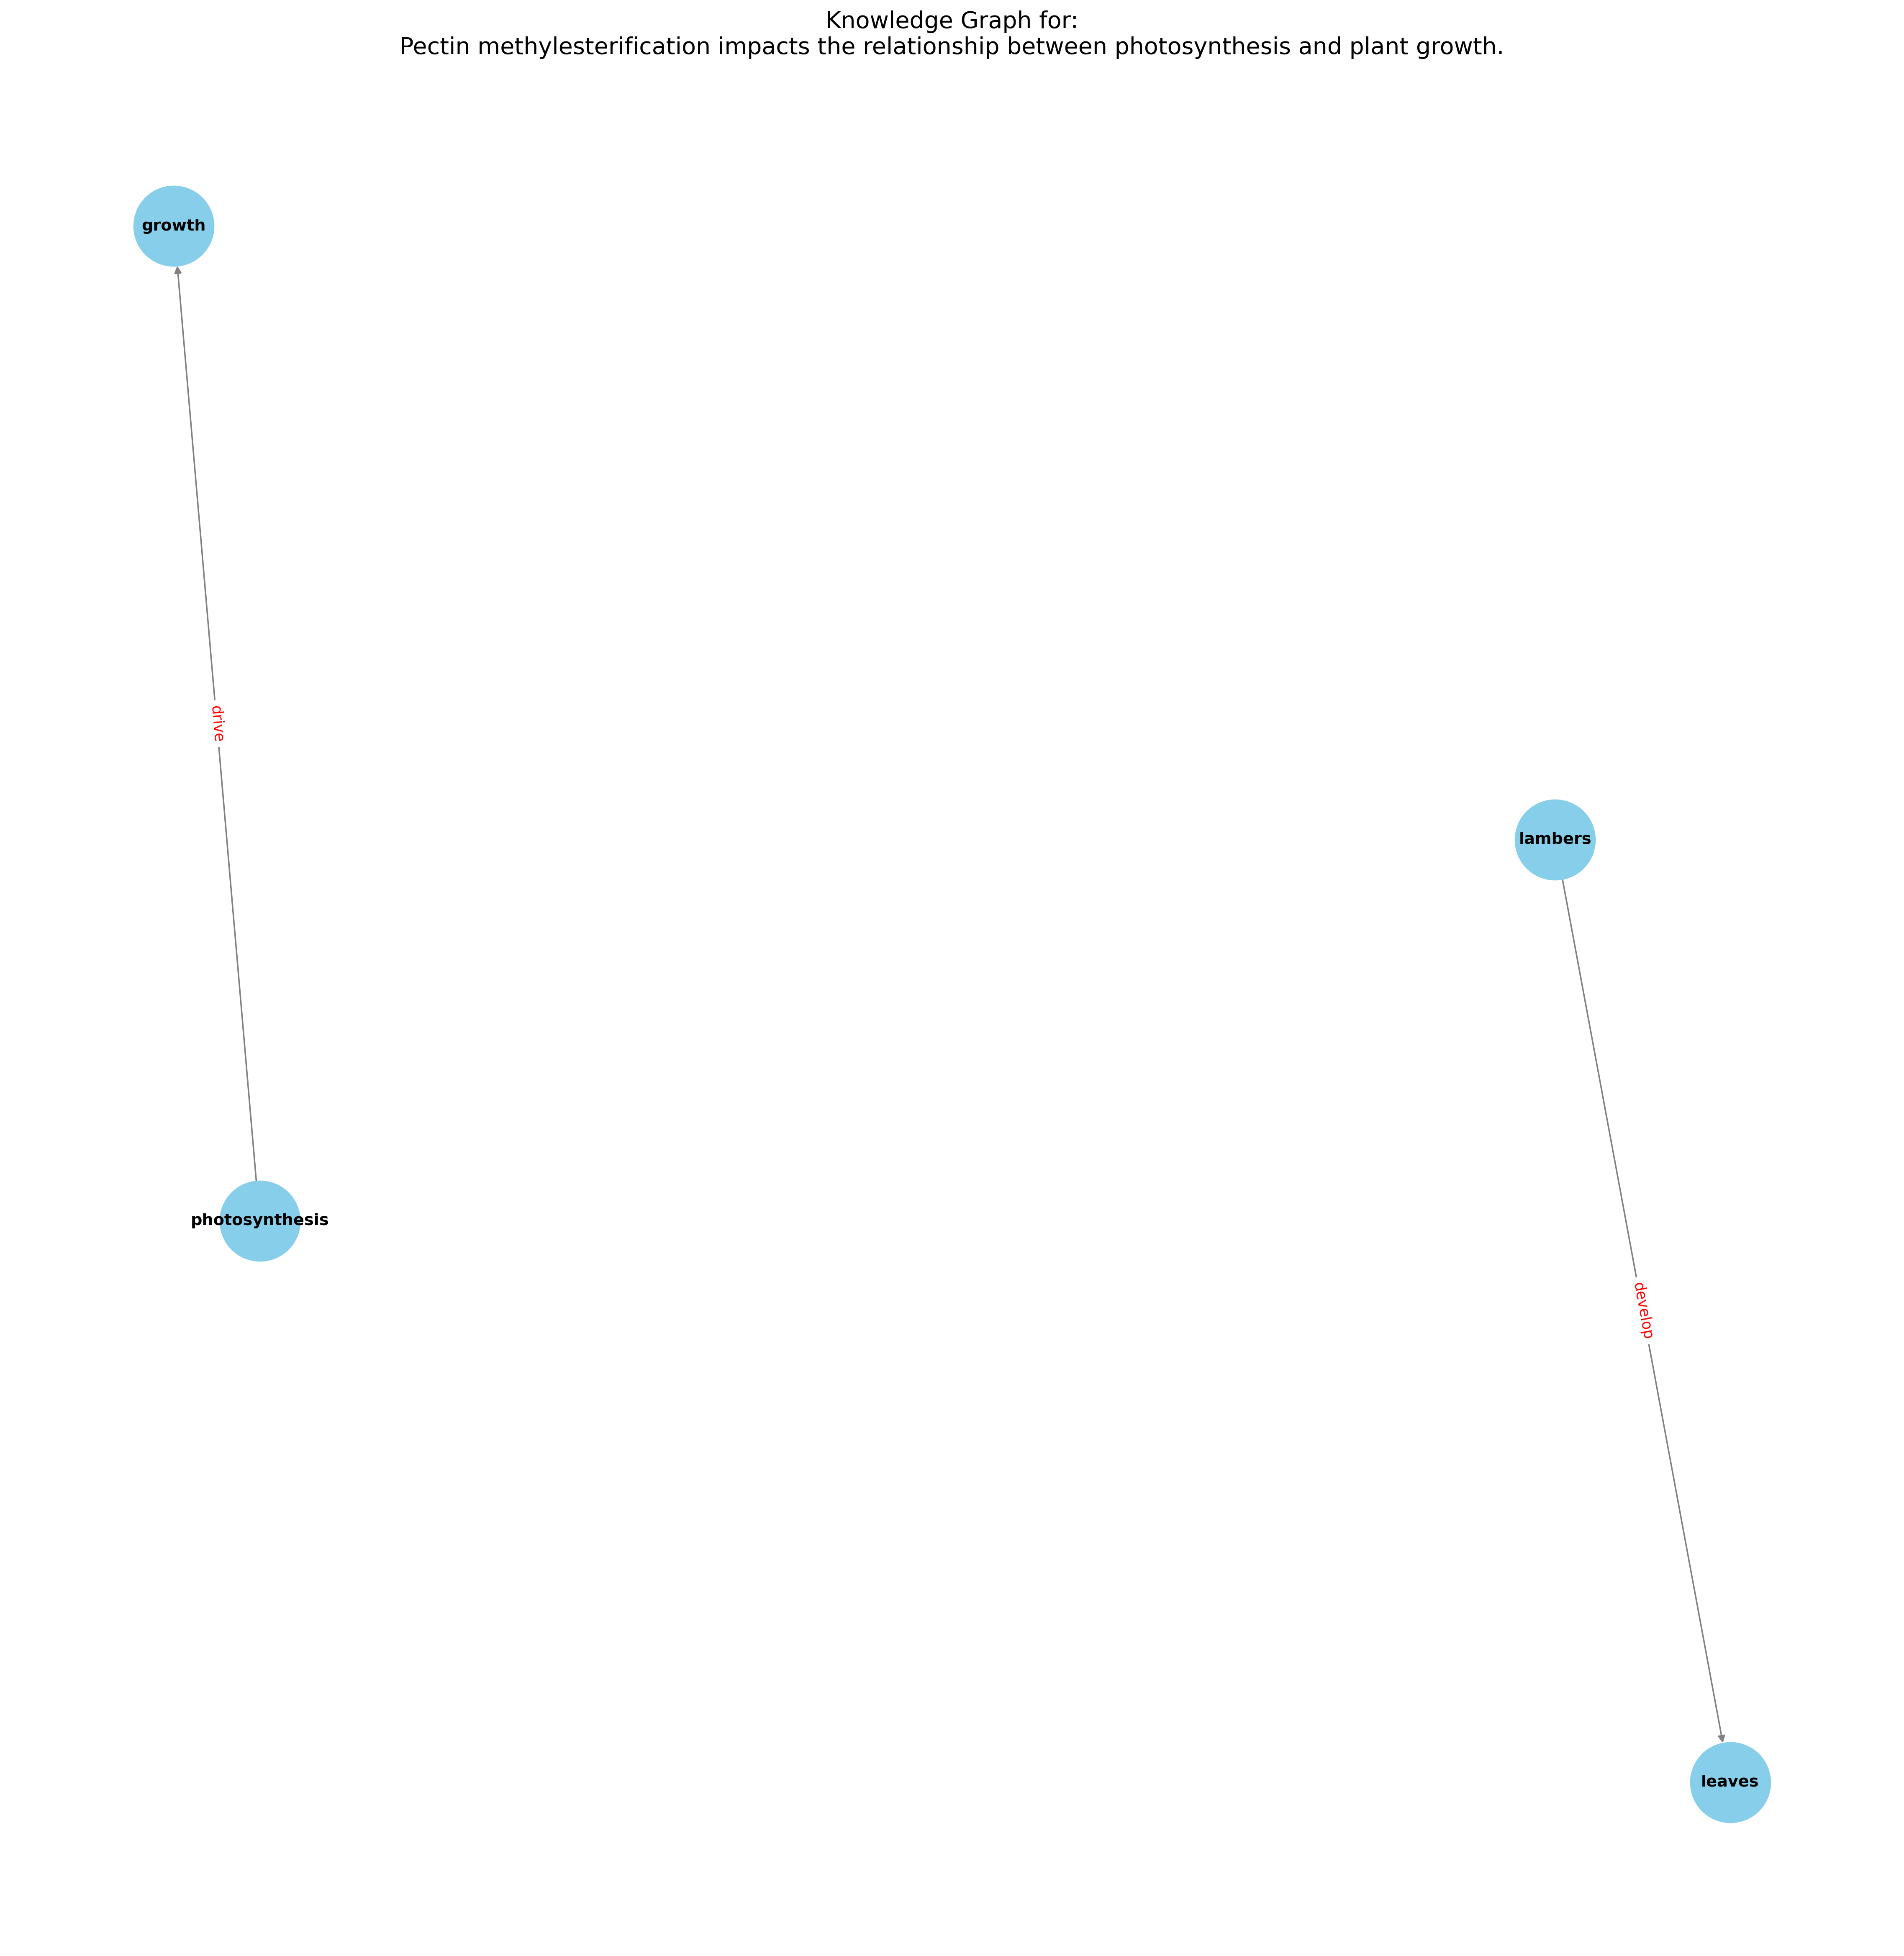 Knowledge Graph for:
Pectin methylesterification impacts the relationship between photosynthesis and plant growth.
growth
drive
lambers
photosynthesis
develop
leaves